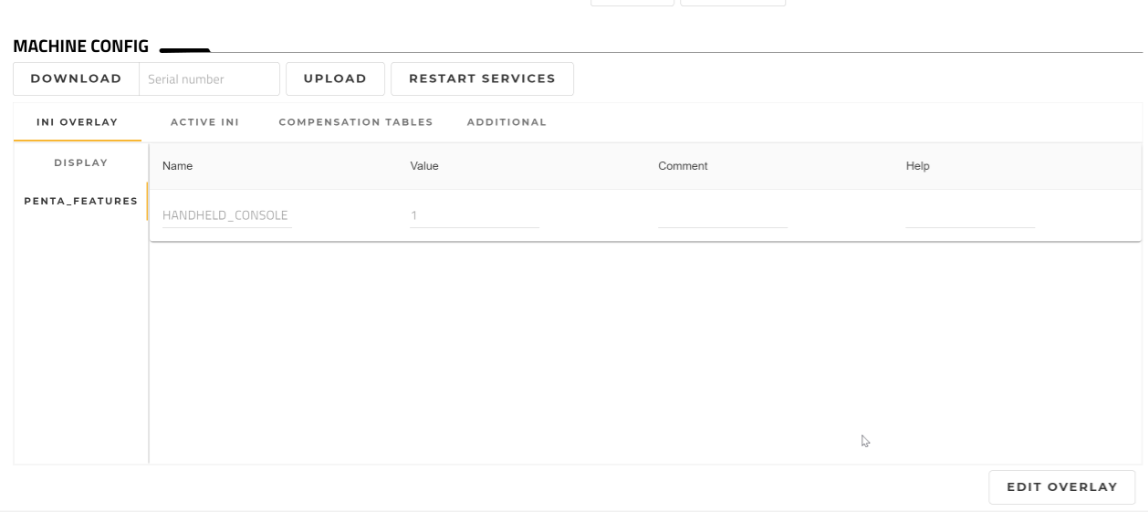 MACHINE CONFIG
DOWNLOAD Serial number UPLOAD RESTART SERVICES
INI OVERLAY ACTIVE INI COMPENSATION TABLES ADDITIONAL
DISPLAY
PENTA_FEATURES
Name Value Comment Help
HANDHELD_CONSOLE 1
EDIT OVERLAY